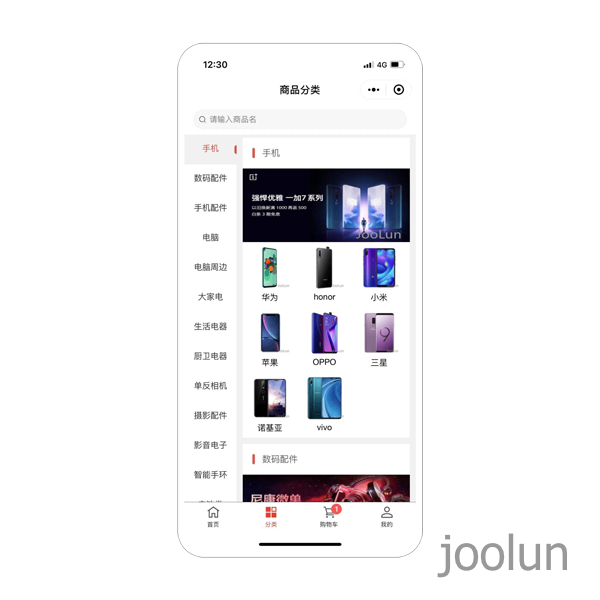 12:30
4G
商品分类
请输入商品名
手机
数码配件
手机配件
电脑
电脑周边
大家电
生活电器
厨卫电器
单反相机
摄影配件
影音电子
智能手环
手机
强悍优雅 一加7 系列
JooLun
华为
honor
小米
苹果
OPPO
三星
诺基亚
vivo
数码配件
尼康微单
首页
分类
1
购物车
我的
joolun